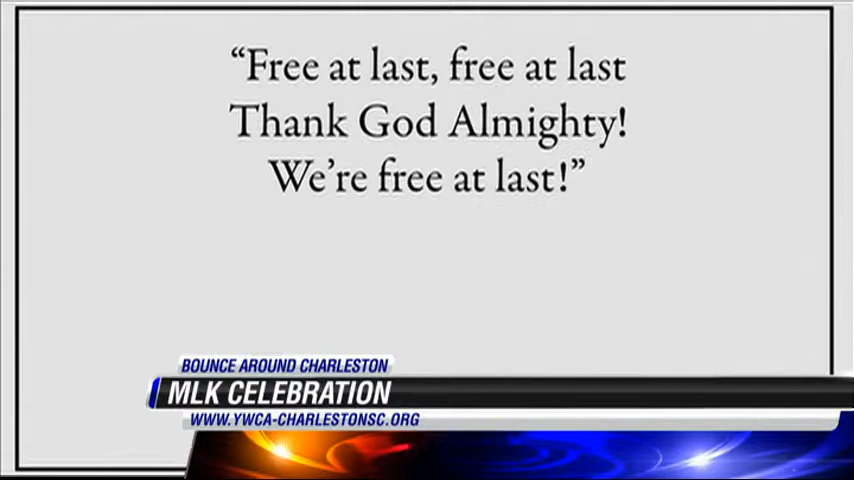 “Free at last, free at last
Thank God Almighty!
We’re free at last!”
BOUNCE AROUND CHARLESTON
MLK CELEBRATION
WWW.YWCA-CHARLESTONSC.ORG